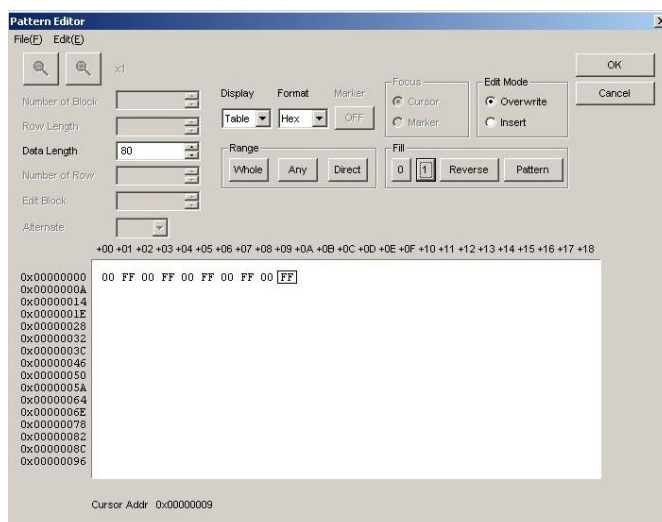 Pattern Editor
File(F) Edit(E)
x1
Number of Block
Row Length
Data Length 80
Number of Row
Edit Block
Alternate
Display Format Marker
Table Hex OFF
Range
Whole Any Direct
Focus
Cursor
Marker
Edit Mode
Overwrite
Insert
Fill
0 1 Reverse Pattern
OK
Cancel
+00 +01 +02 +03 +04 +05 +06 +07 +08 +09 +0A +0B +0C +0D +0E +0F +10 +11 +12 +13 +14 +15 +16 +17 +18
0x00000000 00 FF 00 FF 00 FF 00 FF 00 FF
0x0000000A
0x00000014
0x0000001E
0x00000028
0x00000032
0x0000003C
0x00000046
0x00000050
0x0000005A
0x00000064
0x0000006E
0x00000078
0x00000082
0x0000008C
0x00000096
Cursor Addr 0x00000009